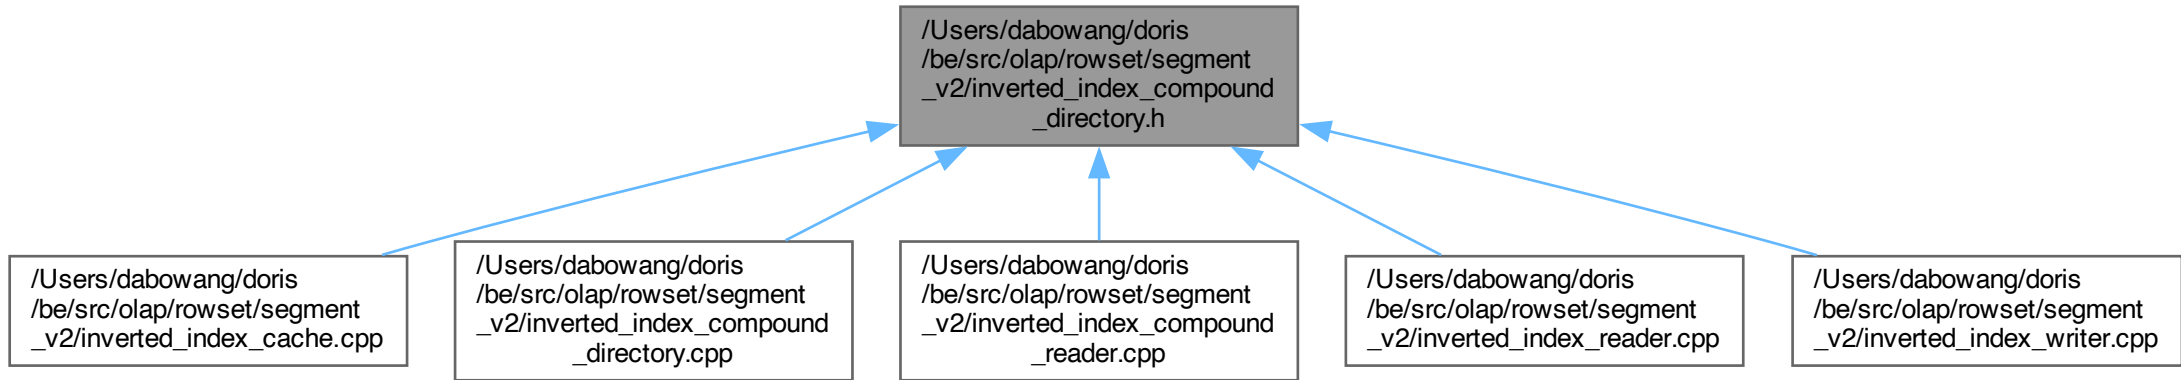 /Users/dabowang/doris
/be/src/olap/rowset/segment
_v2/inverted_index_compound
_directory.h
/Users/dabowang/doris
/be/src/olap/rowset/segment
_v2/inverted_index_cache.cpp
/Users/dabowang/doris
/be/src/olap/rowset/segment
_v2/inverted_index_compound
_directory.cpp
/Users/dabowang/doris
/be/src/olap/rowset/segment
_v2/inverted_index_compound
_reader.cpp
/Users/dabowang/doris
/be/src/olap/rowset/segment
_v2/inverted_index_reader.cpp
/Users/dabowang/doris
/be/src/olap/rowset/segment
_v2/inverted_index_writer.cpp